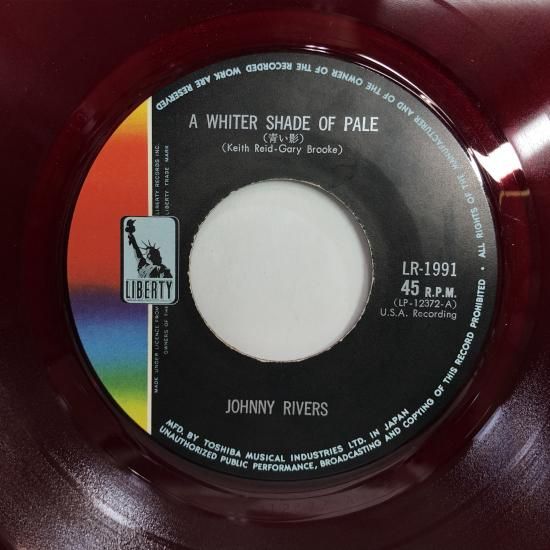 A WHITER SHADE OF PALE
(青い影)
(Keith Reid-Gary Brooke)
LIBERTY
LR-1991
45 R.P.M.
(LP-12372-A)
U.S.A. Recording
JOHNNY RIVERS
MFD. BY TOSHIBA MUSICAL INDUSTRIES LTD. IN JAPAN
ALL RIGHTS OF THE MANUFACTURER AND OF THE OWNER OF THE RECORDED WORK ARE RESERVED
UNAUTHORIZED PUBLIC PERFORMANCE, BROADCASTING AND COPYING OF THIS RECORD PROHIBITED •
MADE UNDER LICENCE FROM LIBERTY RECORDS INC.
OWNERS OF THE LIBERTY TRADE MARK